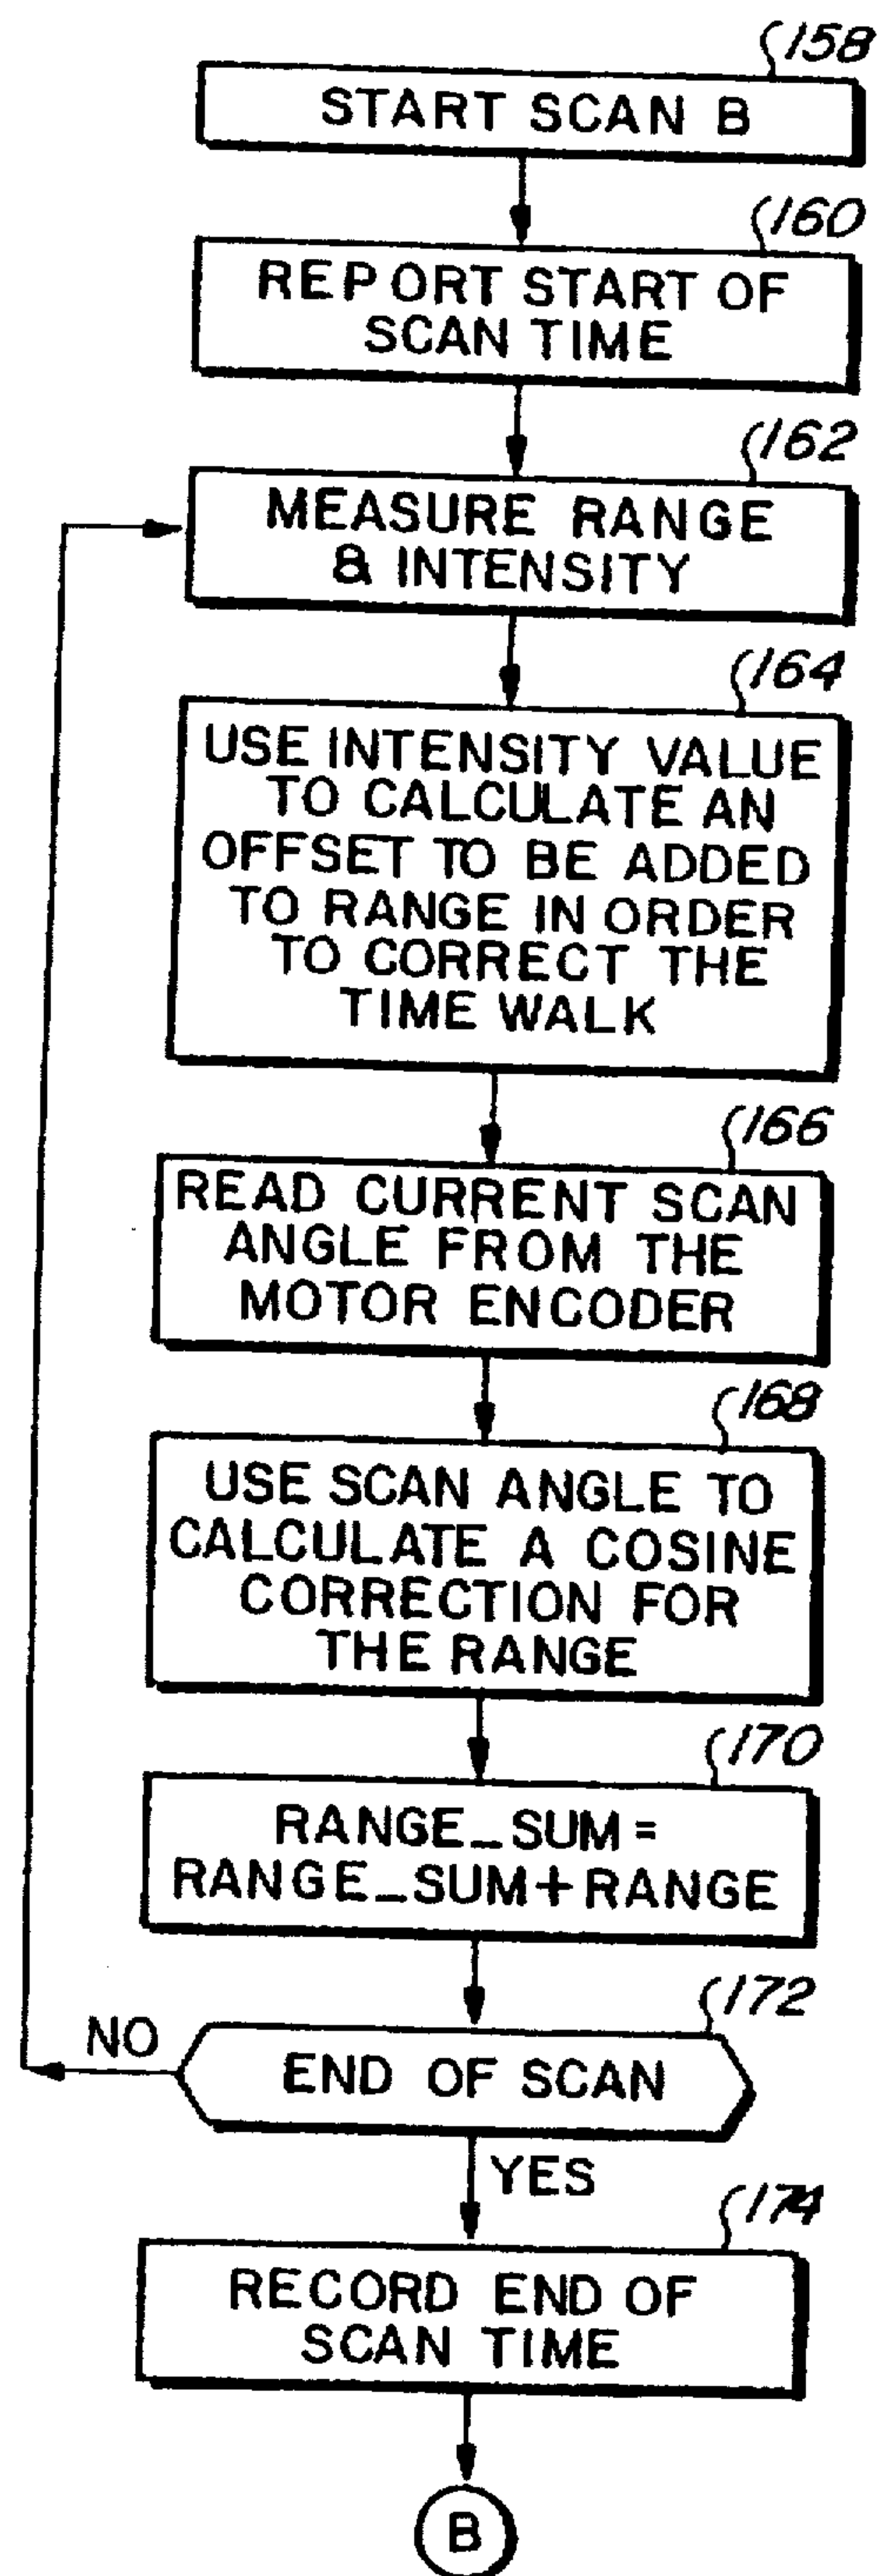 158
START SCAN B
160
REPORT START OF
SCAN TIME
162
MEASURE RANGE
& INTENSITY
164
USE INTENSITY VALUE
TO CALCULATE AN
OFFSET TO BE ADDED
TO RANGE IN ORDER
TO CORRECT THE
TIME WALK
166
READ CURRENT SCAN
ANGLE FROM THE
MOTOR ENCODER
168
USE SCAN ANGLE TO
CALCULATE A COSINE
CORRECTION FOR
THE RANGE
170
RANGE_SUM =
RANGE_SUM+RANGE
172
NO
END OF SCAN
YES
174
RECORD END OF
SCAN TIME
B